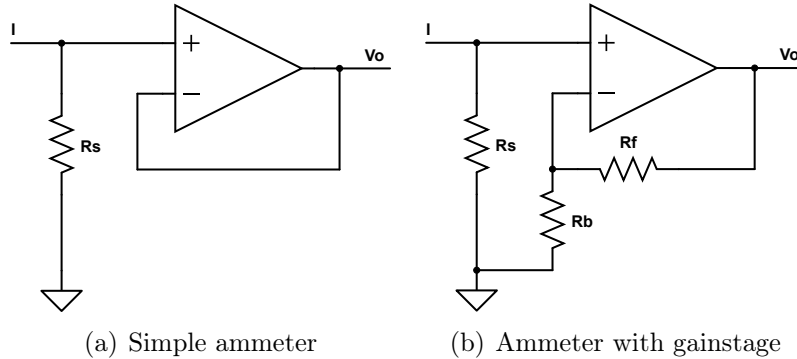 I
+
−
Vo
Rs
(a) Simple ammeter
I
+
−
Vo
Rs
Rf
Rb
(b) Ammeter with gainstage